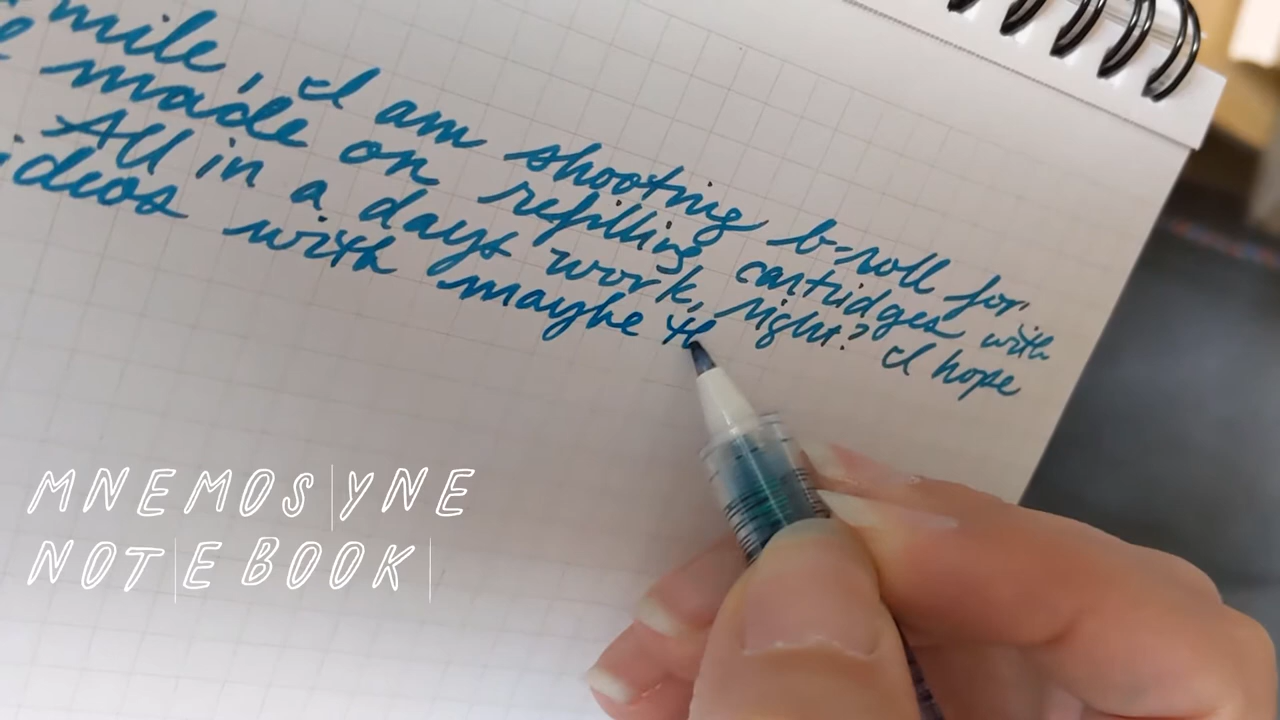 mile, I am shooting b-roll for
made on refilling cartridges with
All in a days work, right? I hope
ideos with maybe th
MNEMOSYNE
NOTEBOOK